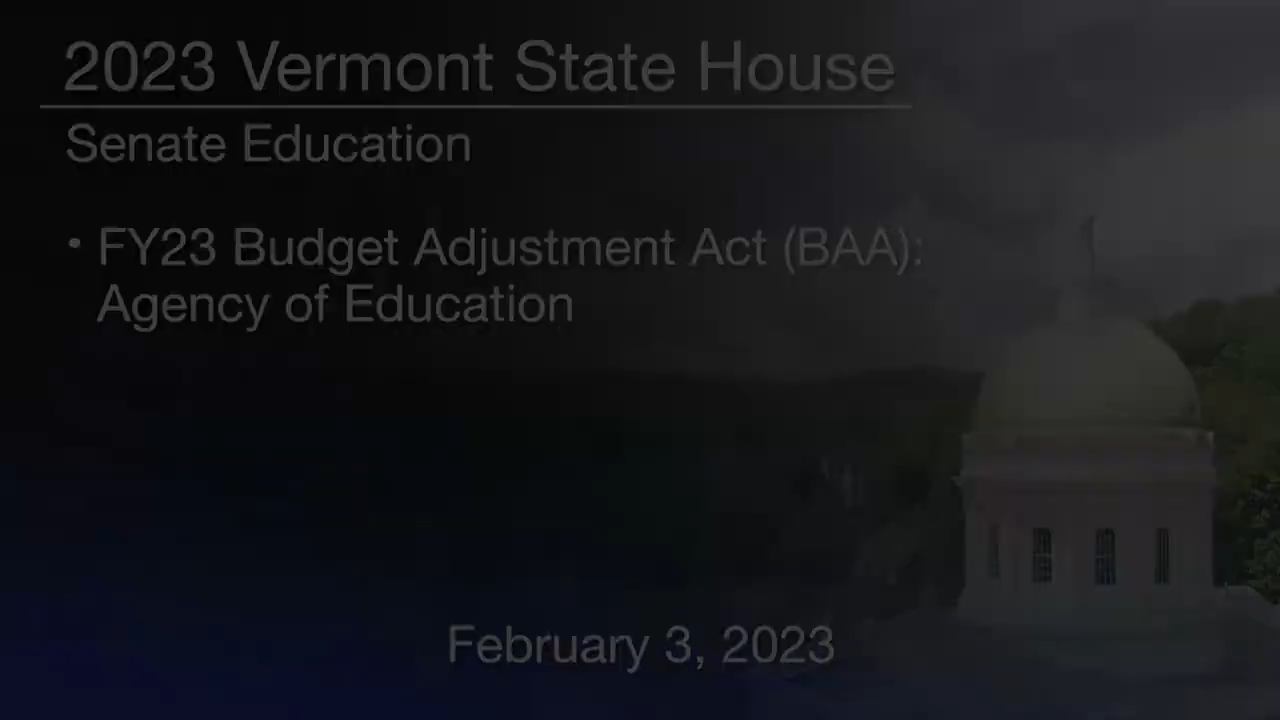 2023 Vermont State House
Senate Education
• FY23 Budget Adjustment Act (BAA):
Agency of Education
February 3, 2023